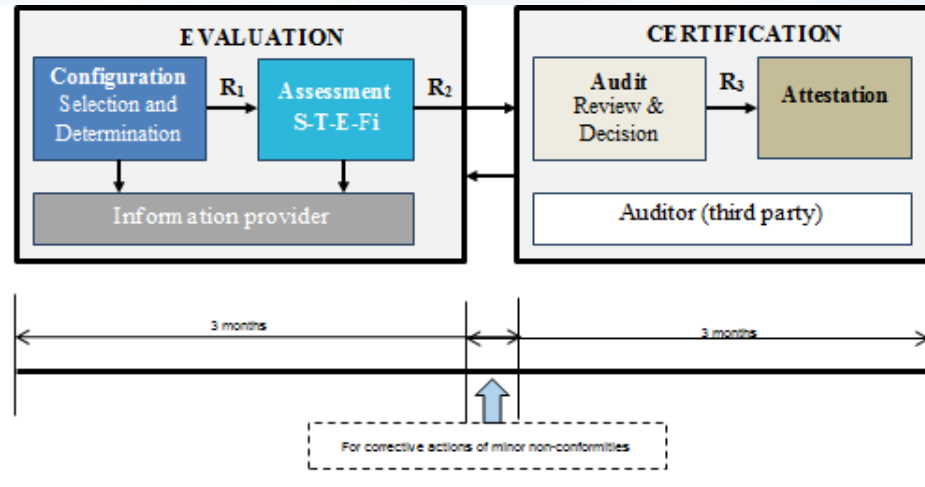 EVALUATION
CERTIFICATION
Configuration
Selection and
Determination
R₁
Assessment
S-T-E-Fi
R₂
Audit
Review &
Decision
R₃
Attestation
Information provider
Auditor (third party)
3 months
3 months
For corrective actions of minor non-conformities